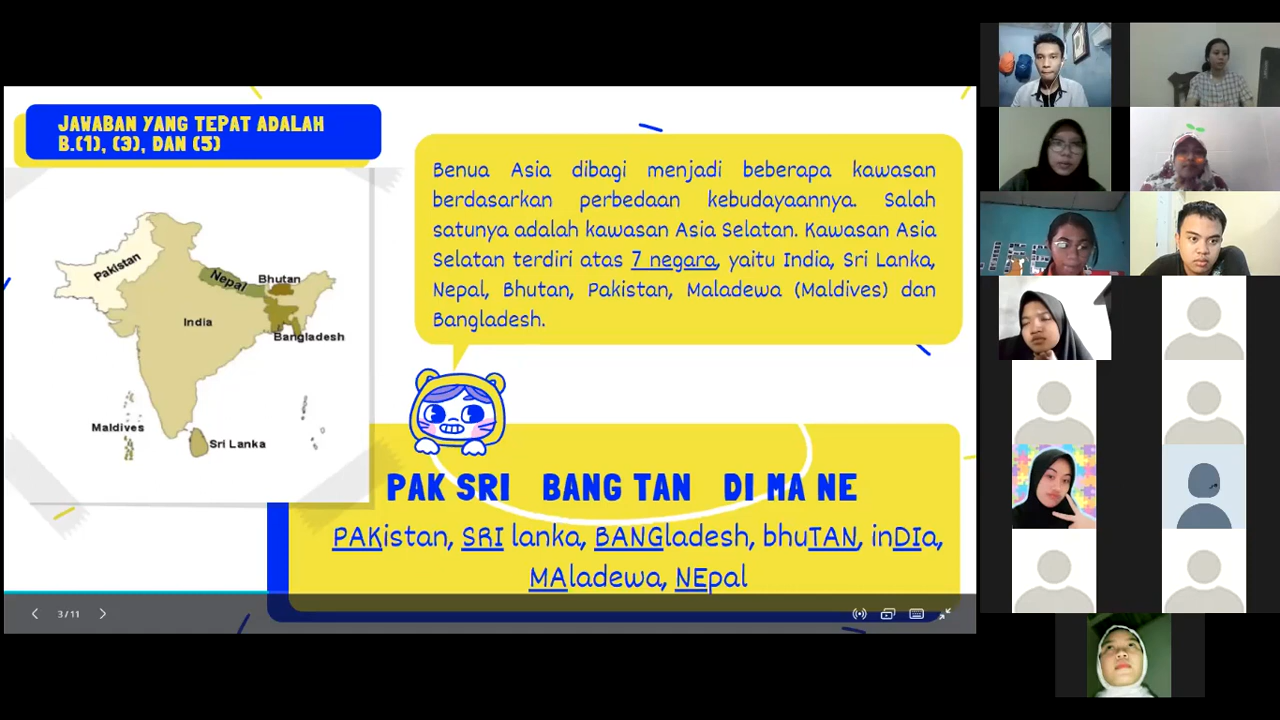 JAWABAN YANG TEPAT ADALAH
B.(1), (3), DAN (5)
Benua Asia dibagi menjadi beberapa kawasan
berdasarkan perbedaan kebudayaannya. Salah
satunya adalah kawasan Asia Selatan. Kawasan Asia
Selatan terdiri atas 7 negara, yaitu India, Sri Lanka,
Nepal, Bhutan, Pakistan, Maladewa (Maldives) dan
Bangladesh.
Pakistan
Nepal
Bhutan
India
Bangladesh
Maldives
Sri Lanka
PAK SRI BANG TAN DI MA NE
PAKistan, SRI lanka, BANGladesh, bhuTAN, inDIa,
MAladewa, NEpal
3/11